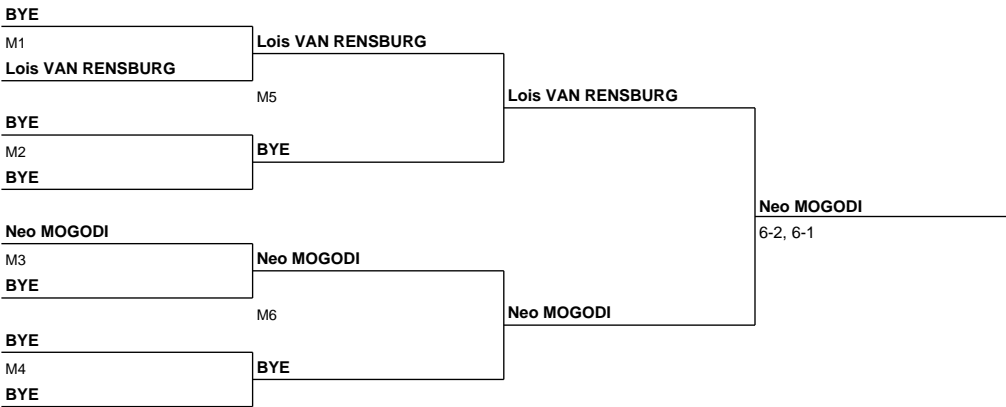 BYE
M1
Lois VAN RENSBURG
Lois VAN RENSBURG
M5
Lois VAN RENSBURG
BYE
M2
BYE
BYE
Neo MOGODI
6-2, 6-1
Neo MOGODI
M3
BYE
Neo MOGODI
M6
Neo MOGODI
BYE
M4
BYE
BYE